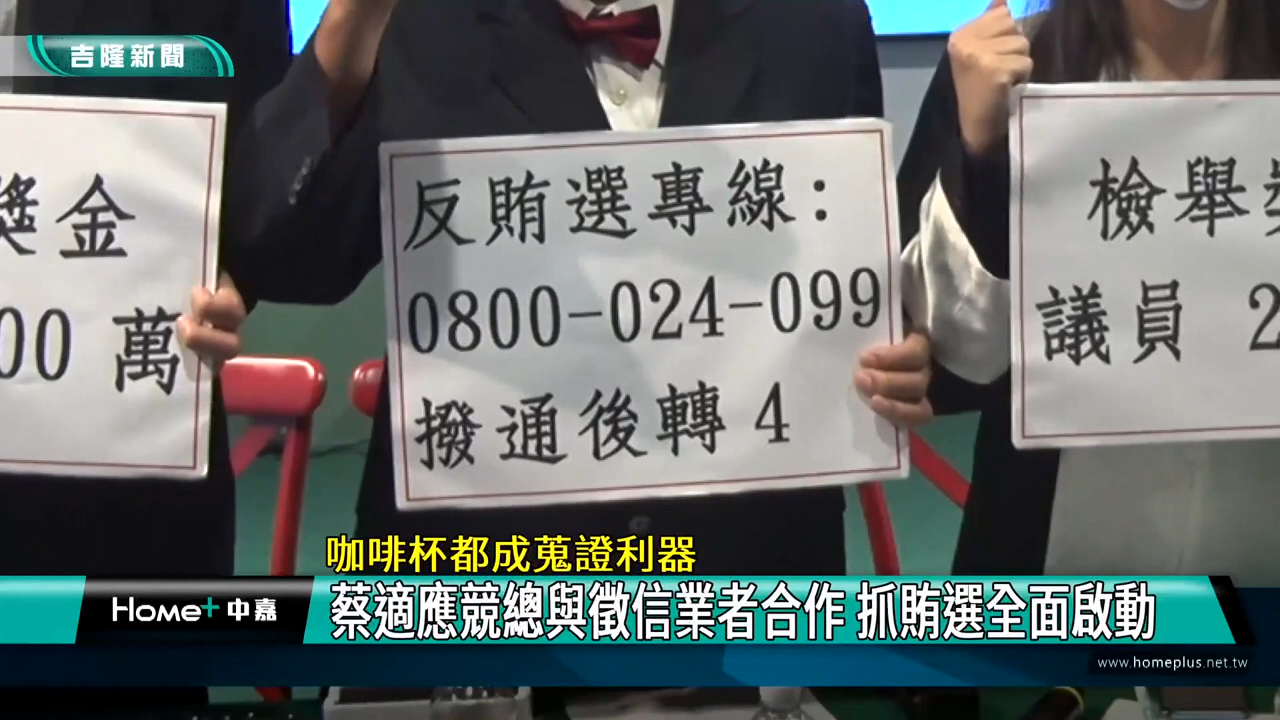 吉隆新聞
獎金
00 萬
反賄選專線:
0800-024-099
撥通後轉 4
檢舉獎
議員 2
咖啡杯都成蒐證利器
Home+中嘉
蔡適應競總與徵信業者合作 抓賄選全面啟動
www.homeplus.net.tw